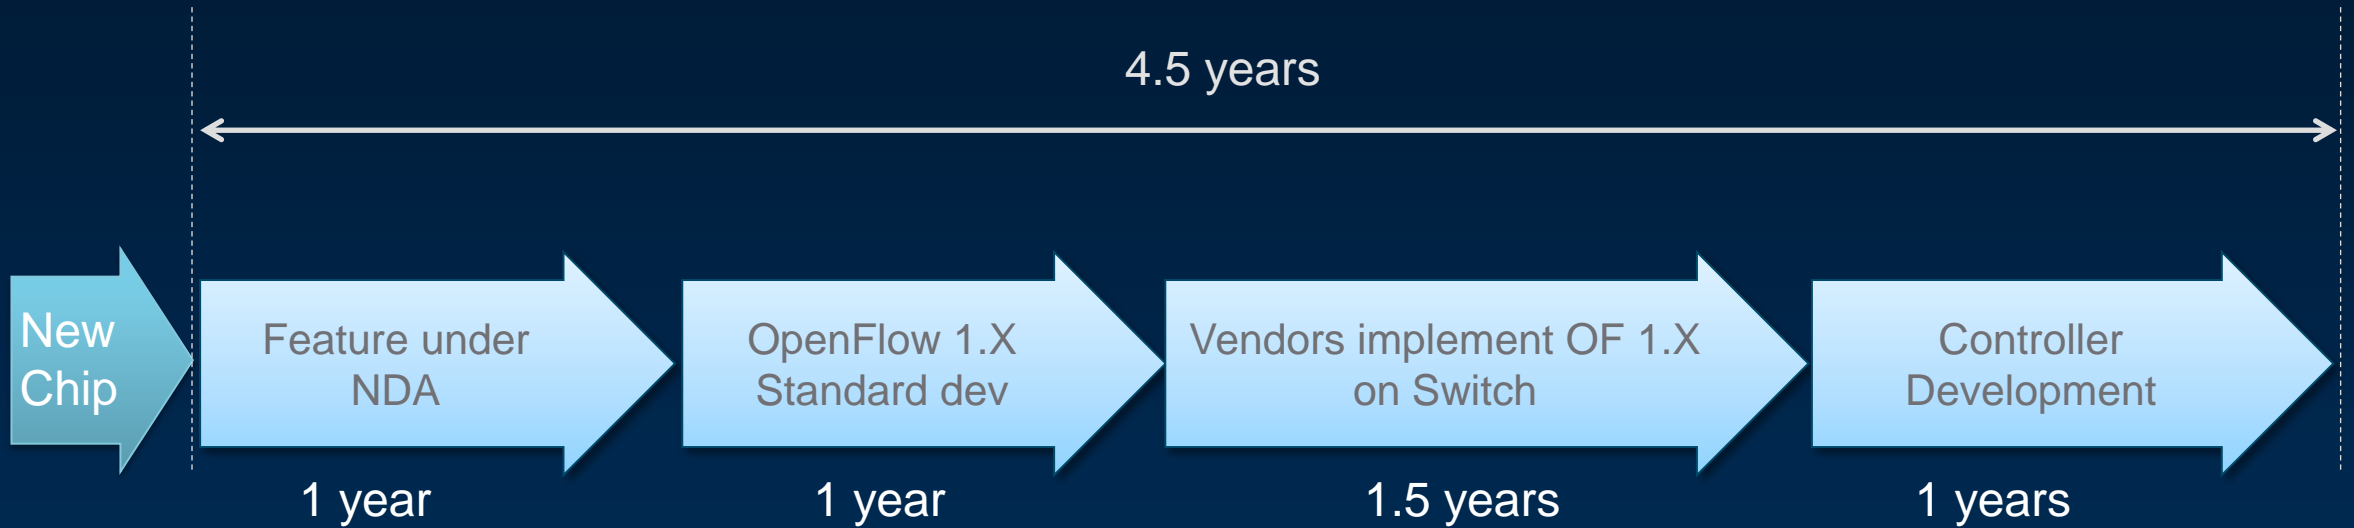 4.5 years
New
Chip
Feature under
NDA
OpenFlow 1.X
Standard dev
Vendors implement OF 1.X
on Switch
Controller
Development
1 year
1 year
1.5 years
1 years